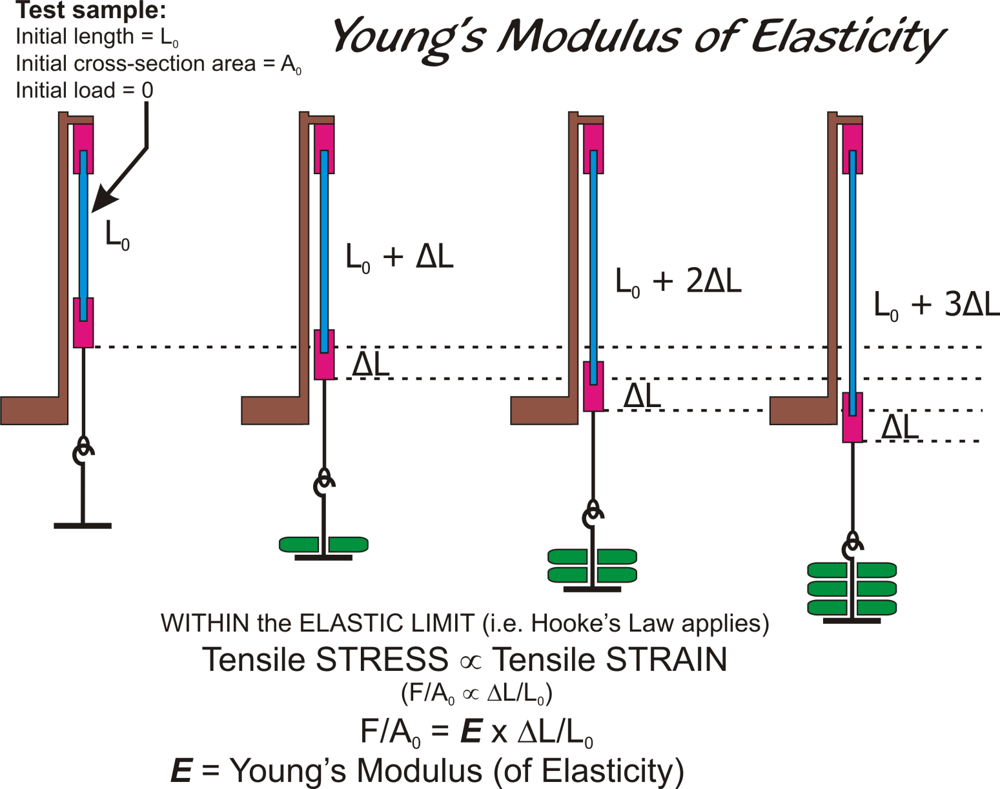 Test sample:
Initial length = L₀
Initial cross-section area = A₀
Initial load = 0
Young's Modulus of Elasticity
L₀
L₀ + ΔL
L₀ + 2ΔL
L₀ + 3ΔL
ΔL
ΔL
ΔL
WITHIN the ELASTIC LIMIT (i.e. Hooke's Law applies)
Tensile STRESS ∝ Tensile STRAIN
(F/A₀ ∝ ΔL/L₀)
F/A₀ = E x ΔL/L₀
E = Young's Modulus (of Elasticity)